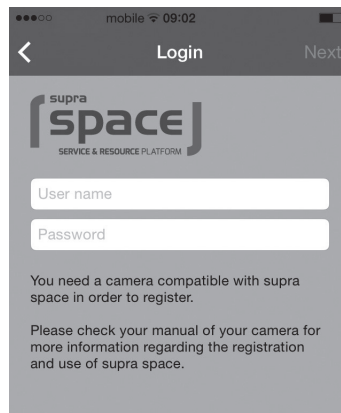 mobile 09:02
Login Next
supra
space
SERVICE & RESOURCE PLATFORM
User name
Password
You need a camera compatible with supra
space in order to register.
Please check your manual of your camera for
more information regarding the registration
and use of supra space.